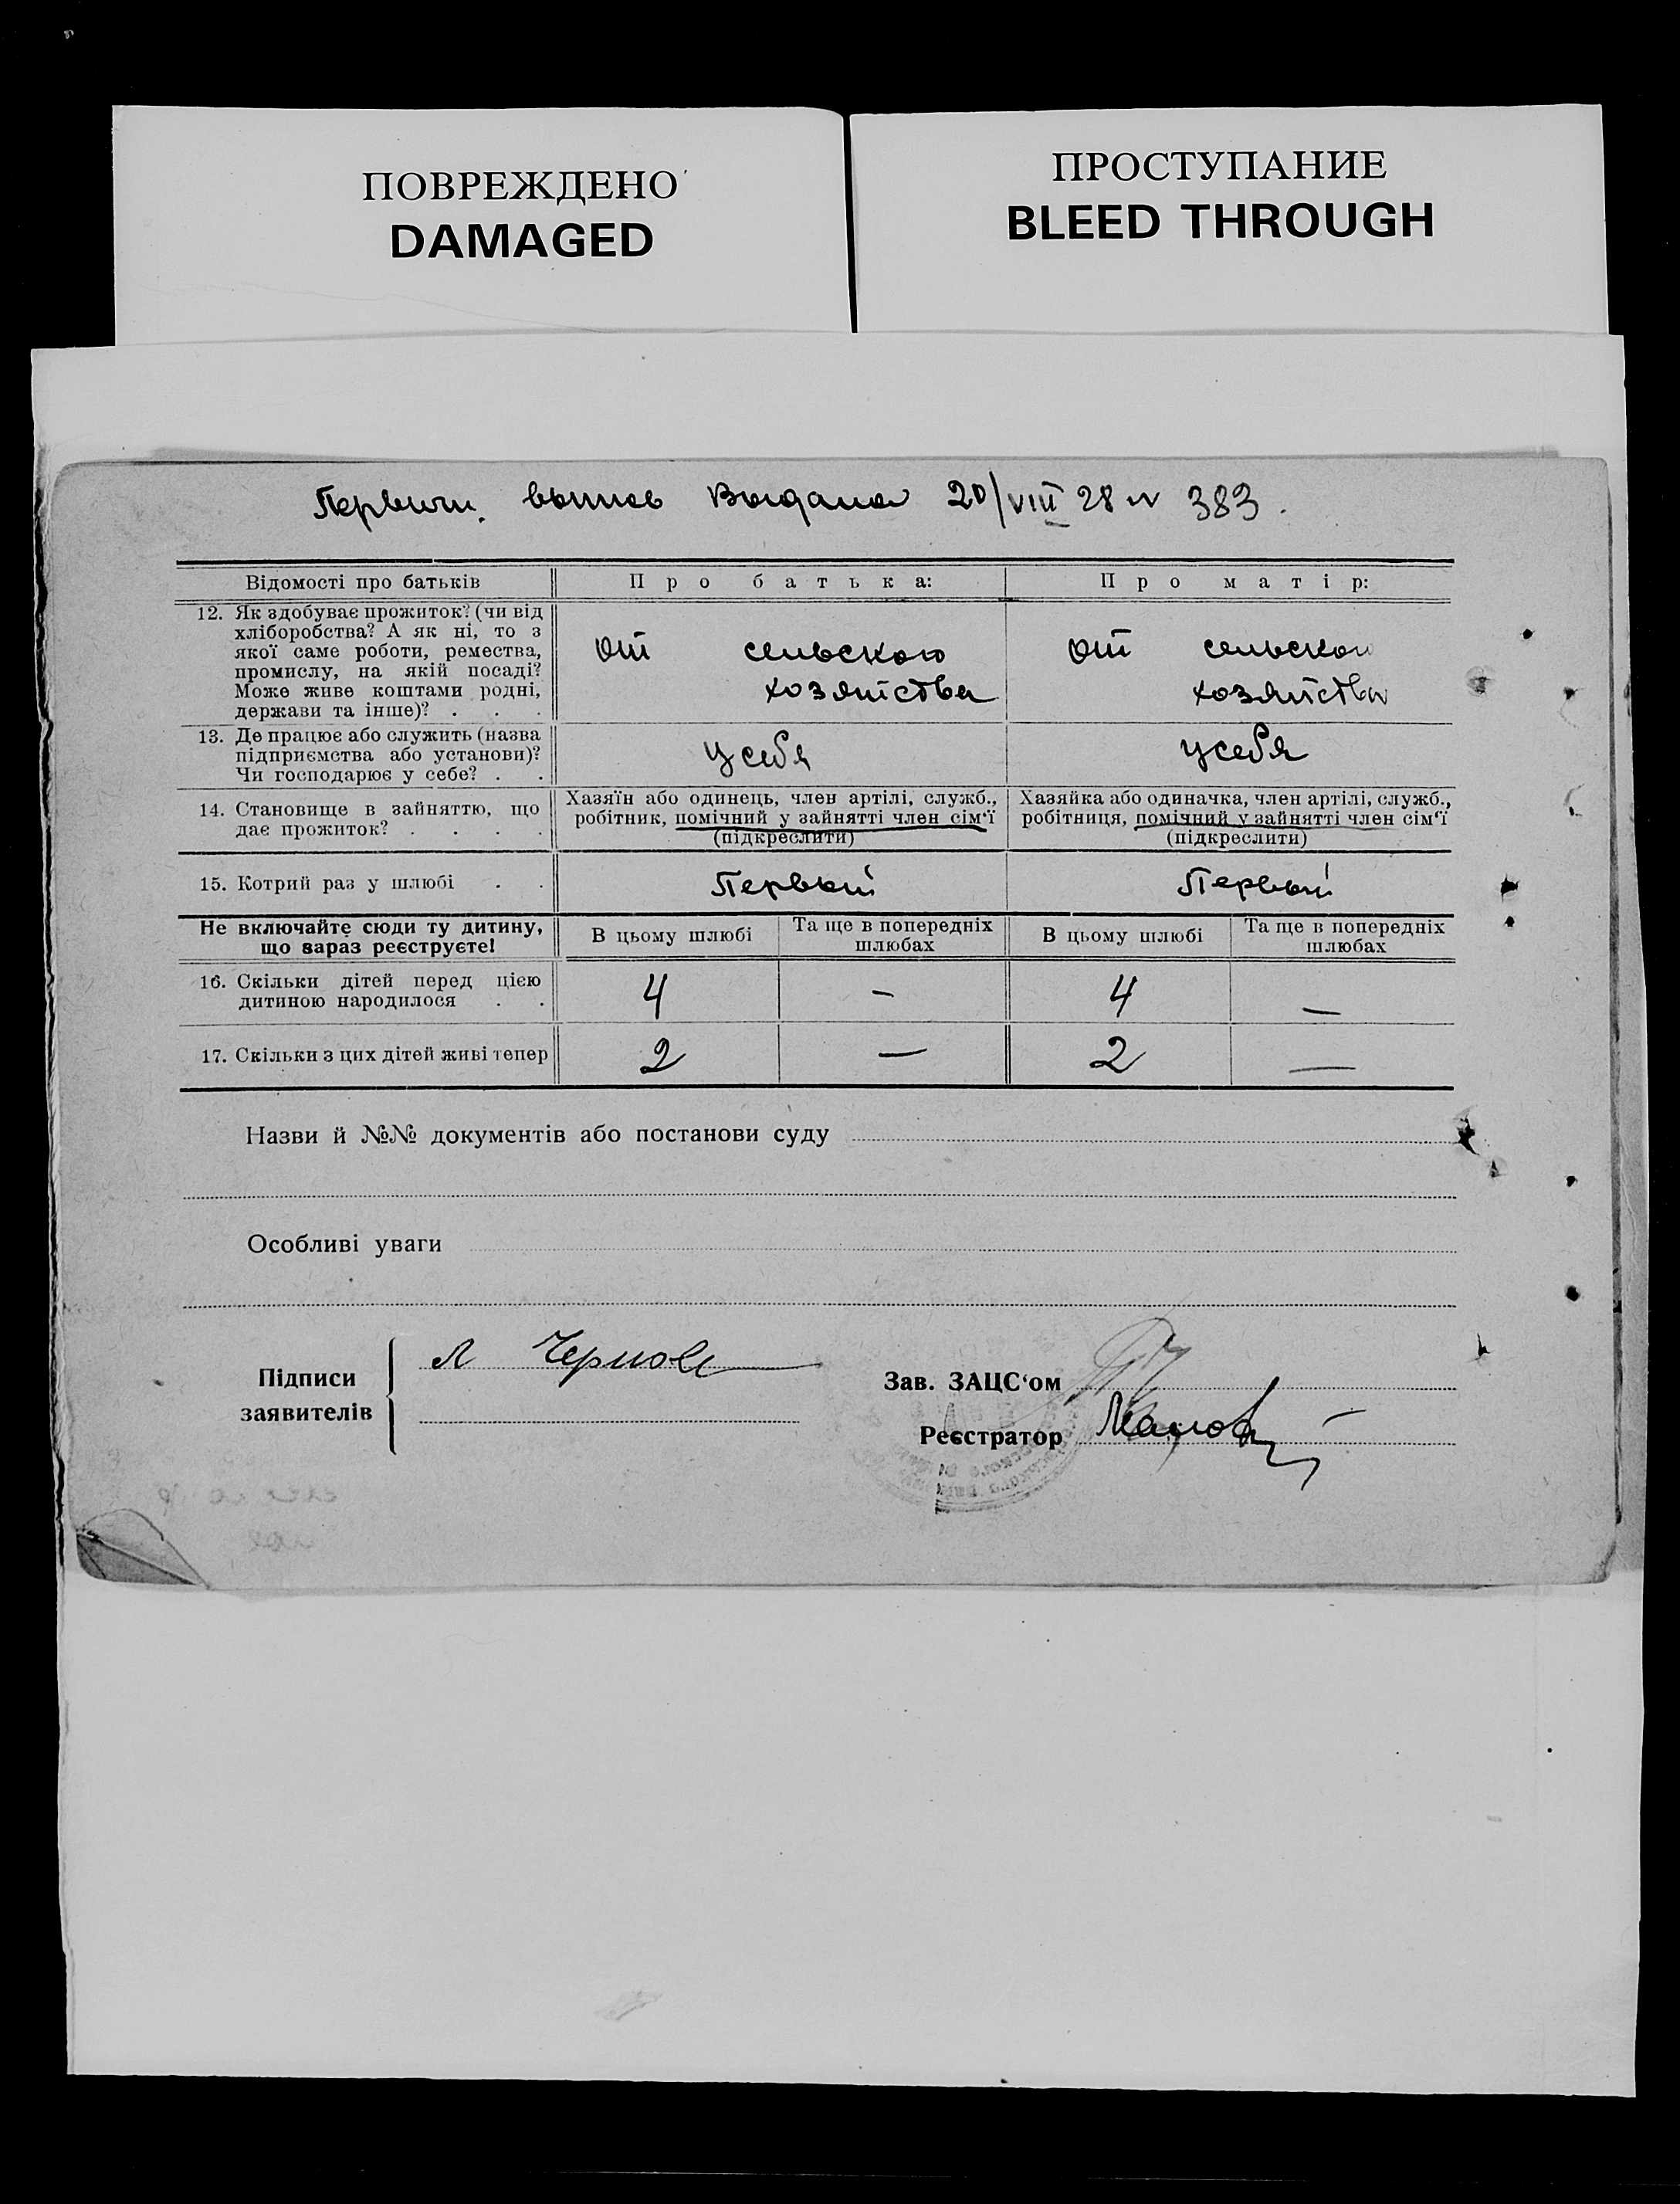 ПОВРЕЖДЕНО
DAMAGED
ПРОСТУПАНИЕ
BLEED THROUGH
Первичн. выпись Выдана 20/VIII 28 N 383.
Відомості про батьків
Про батька:
Про матір:
12. Як здобуває прожиток? (чи від
хліборобства? А як ні, то з
якої саме роботи, ремества,
промислу, на якій посаді?
Може живе коштами родні,
держави та інше)? . . .
от сельского
хозяйства
от сельского
хозяйства
13. Де працює або служить (назва
підприємства або установи)?
Чи господарює у себе? . .
у себя
у себя
14. Становище в зайняттю, що
дає прожиток? . . . .
Хазяїн або одинець, член артілі, служб.,
робітник, помічний у зайнятті член сім'ї
(підкреслити)
Хазяйка або одиначка, член артілі, служб.,
робітниця, помічний у зайнятті член сім'ї
(підкреслити)
15. Котрий раз у шлюбі . .
Первый
Первый
Не включайте сюди ту дитину,
що зараз реєструєте!
В цьому шлюбі
Та ще в попередніх
шлюбах
В цьому шлюбі
Та ще в попередніх
шлюбах
16. Скільки дітей перед цією
дитиною народилося . .
4
–
4
—
17. Скільки з цих дітей живі тепер
2
—
2
—
Назви й №№ документів або постанови суду
Особливі уваги
Підписи
заявителів
Зав. ЗАЦС'ом
Реєстратор